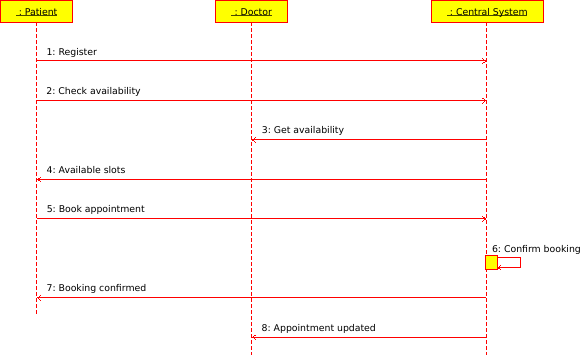 : Patient
: Doctor
: Central System
1: Register
2: Check availability
3: Get availability
4: Available slots
5: Book appointment
6: Confirm booking
7: Booking confirmed
8: Appointment updated